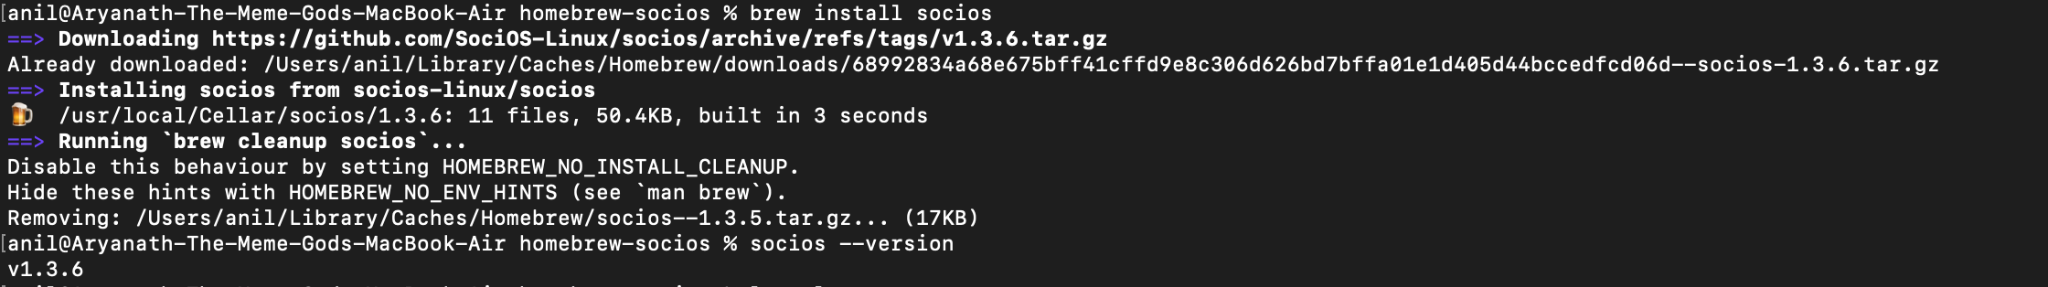 [anil@Aryanath-The-Meme-Gods-MacBook-Air homebrew-socios % brew install socios
==> Downloading https://github.com/SociOS-Linux/socios/archive/refs/tags/v1.3.6.tar.gz
Already downloaded: /Users/anil/Library/Caches/Homebrew/downloads/68992834a68e675bff41cffd9e8c306d626bd7bffa01e1d405d44bccedfcd06d--socios-1.3.6.tar.gz
==> Installing socios from socios-linux/socios
🍺  /usr/local/Cellar/socios/1.3.6: 11 files, 50.4KB, built in 3 seconds
==> Running `brew cleanup socios`...
Disable this behaviour by setting HOMEBREW_NO_INSTALL_CLEANUP.
Hide these hints with HOMEBREW_NO_ENV_HINTS (see `man brew`).
Removing: /Users/anil/Library/Caches/Homebrew/socios--1.3.5.tar.gz... (17KB)
[anil@Aryanath-The-Meme-Gods-MacBook-Air homebrew-socios % socios --version
v1.3.6